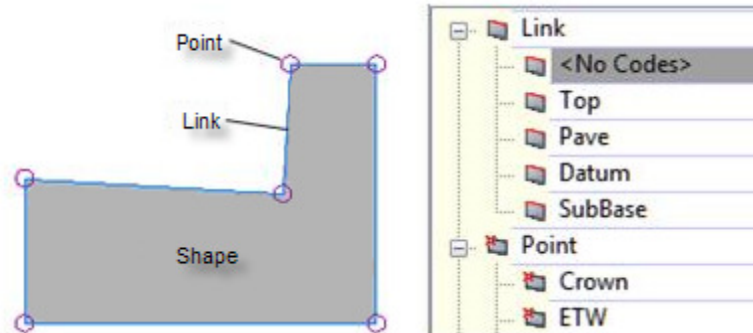 Point
Link
Shape
Link
<No Codes>
Top
Pave
Datum
SubBase
Point
Crown
ETW